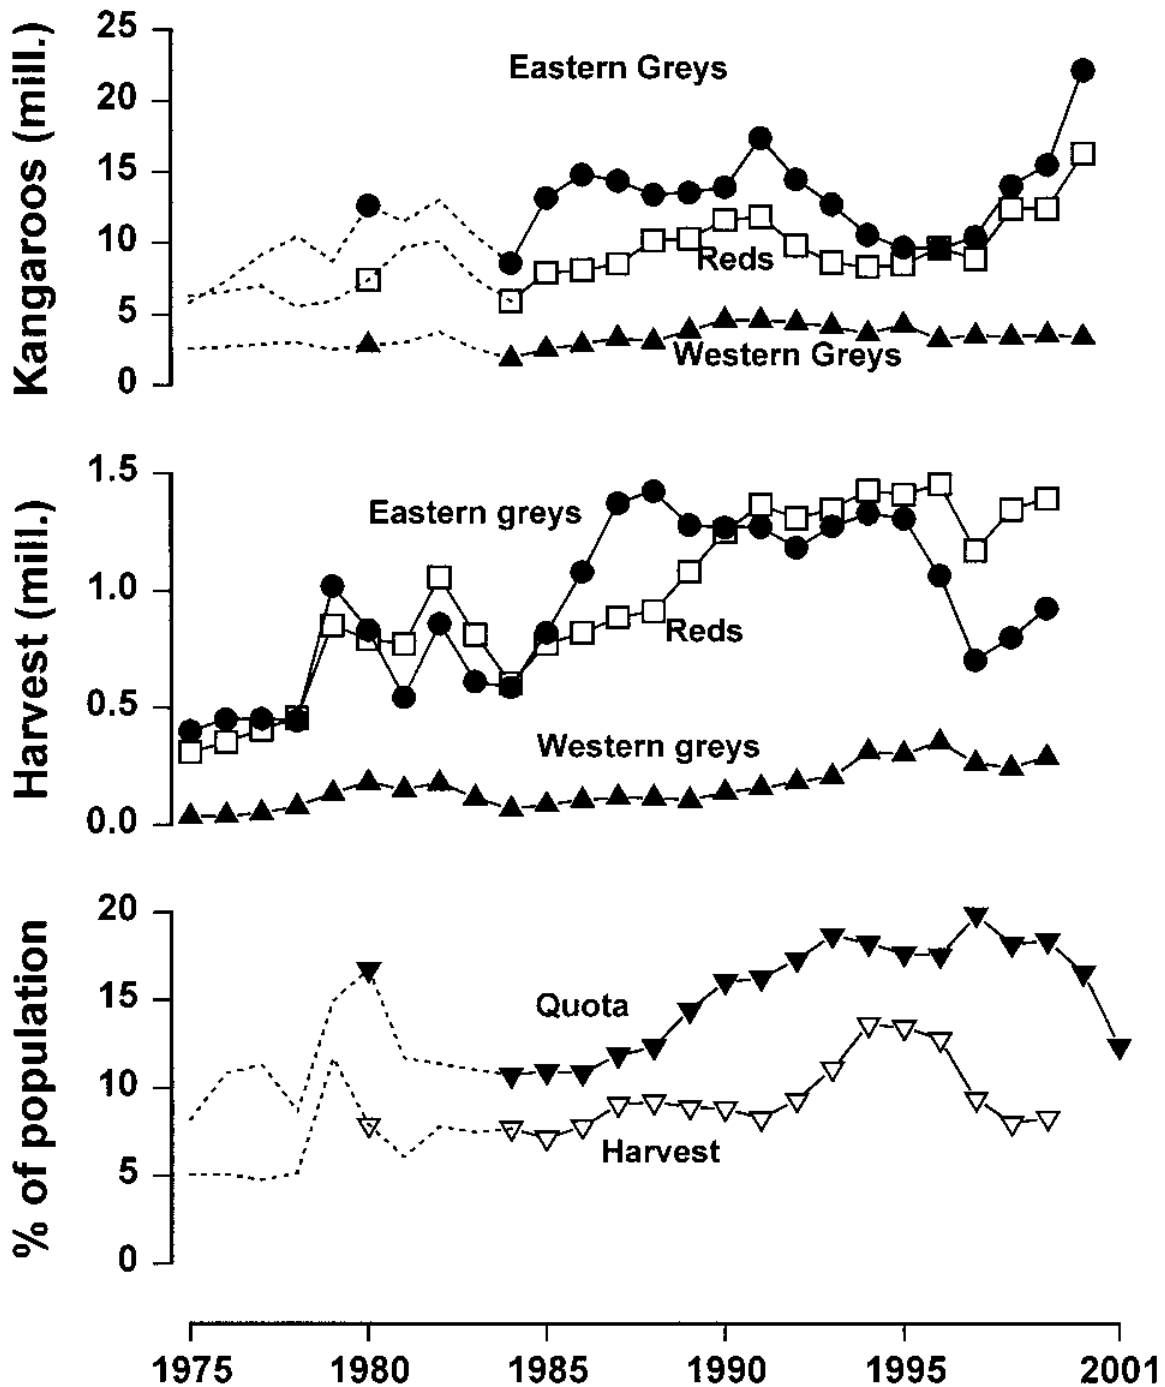 Kangaroos (mill.)
25
20
15
10
5
0
Eastern Greys
Reds
Western Greys
Harvest (mill.)
1.5
1.0
0.5
0.0
Eastern greys
Reds
Western greys
% of population
20
15
10
5
0
Quota
Harvest
1975 1980 1985 1990 1995 2001